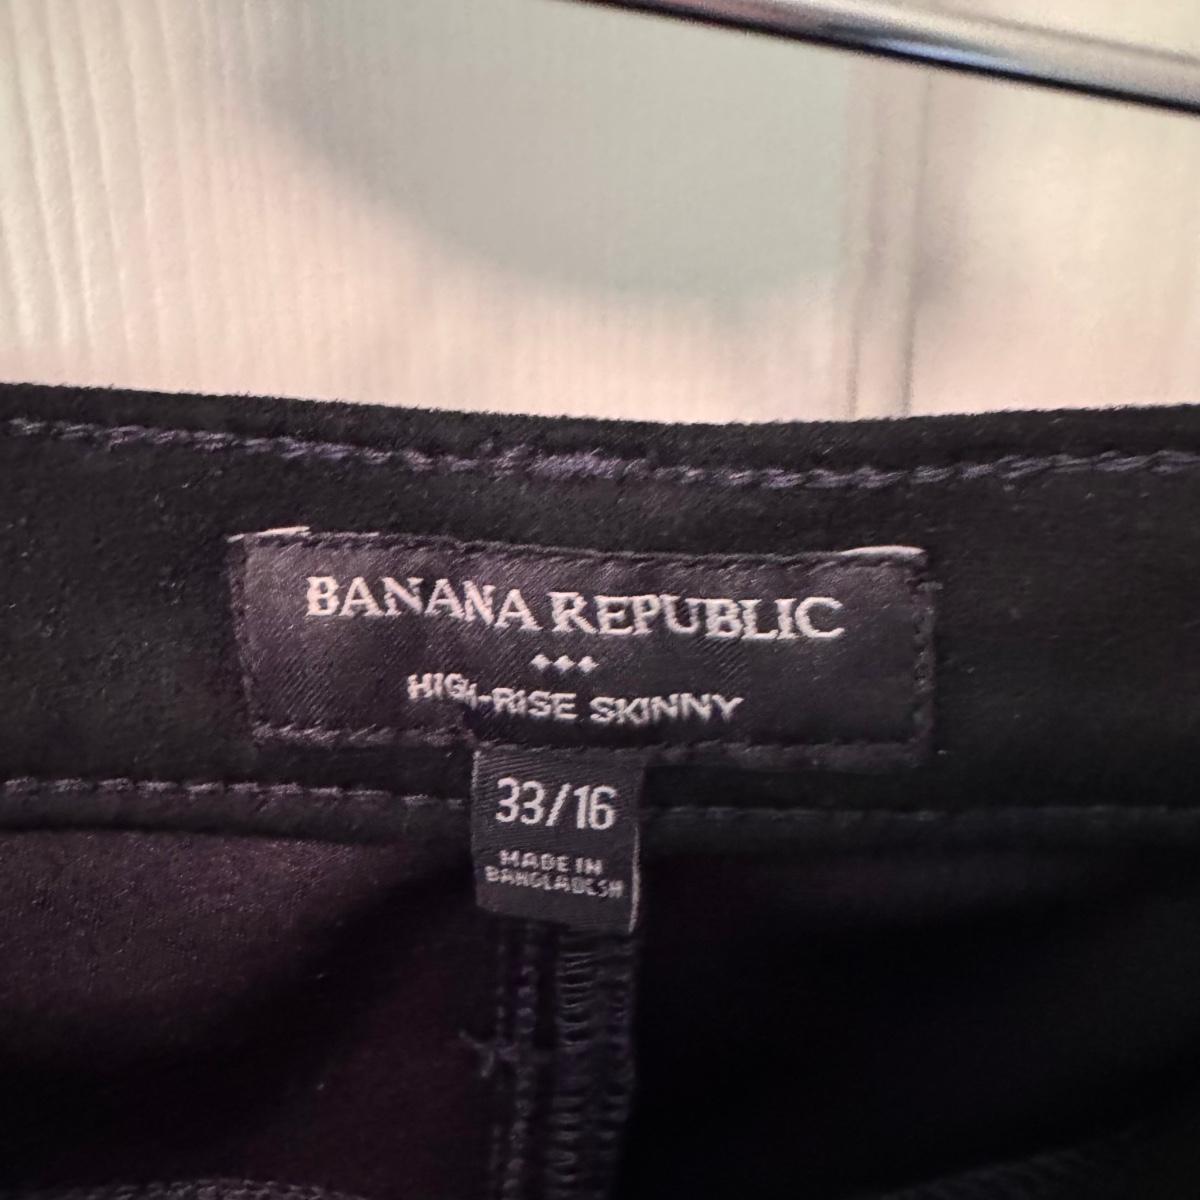 BANANA REPUBLIC
HIGH-RISE SKINNY
33/16
MADE IN
BANGLADESH